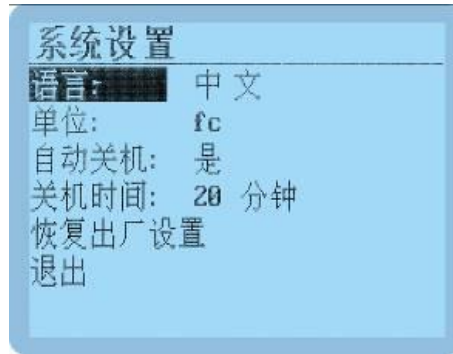 系统设置
语言: 中文
单位: fc
自动关机: 是
关机时间: 20 分钟
恢复出厂设置
退出